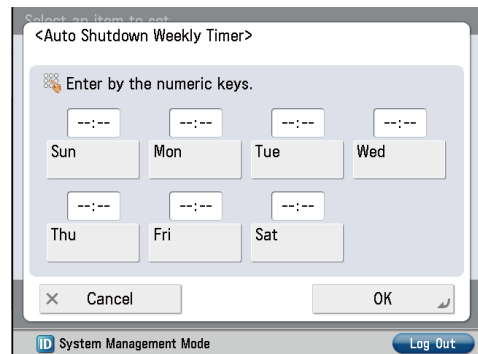 Select an item to set.
<Auto Shutdown Weekly Timer>
Enter by the numeric keys.
--:-- --:-- --:-- --:--
Sun Mon Tue Wed
--:-- --:-- --:--
Thu Fri Sat
Cancel OK
ID System Management Mode Log Out